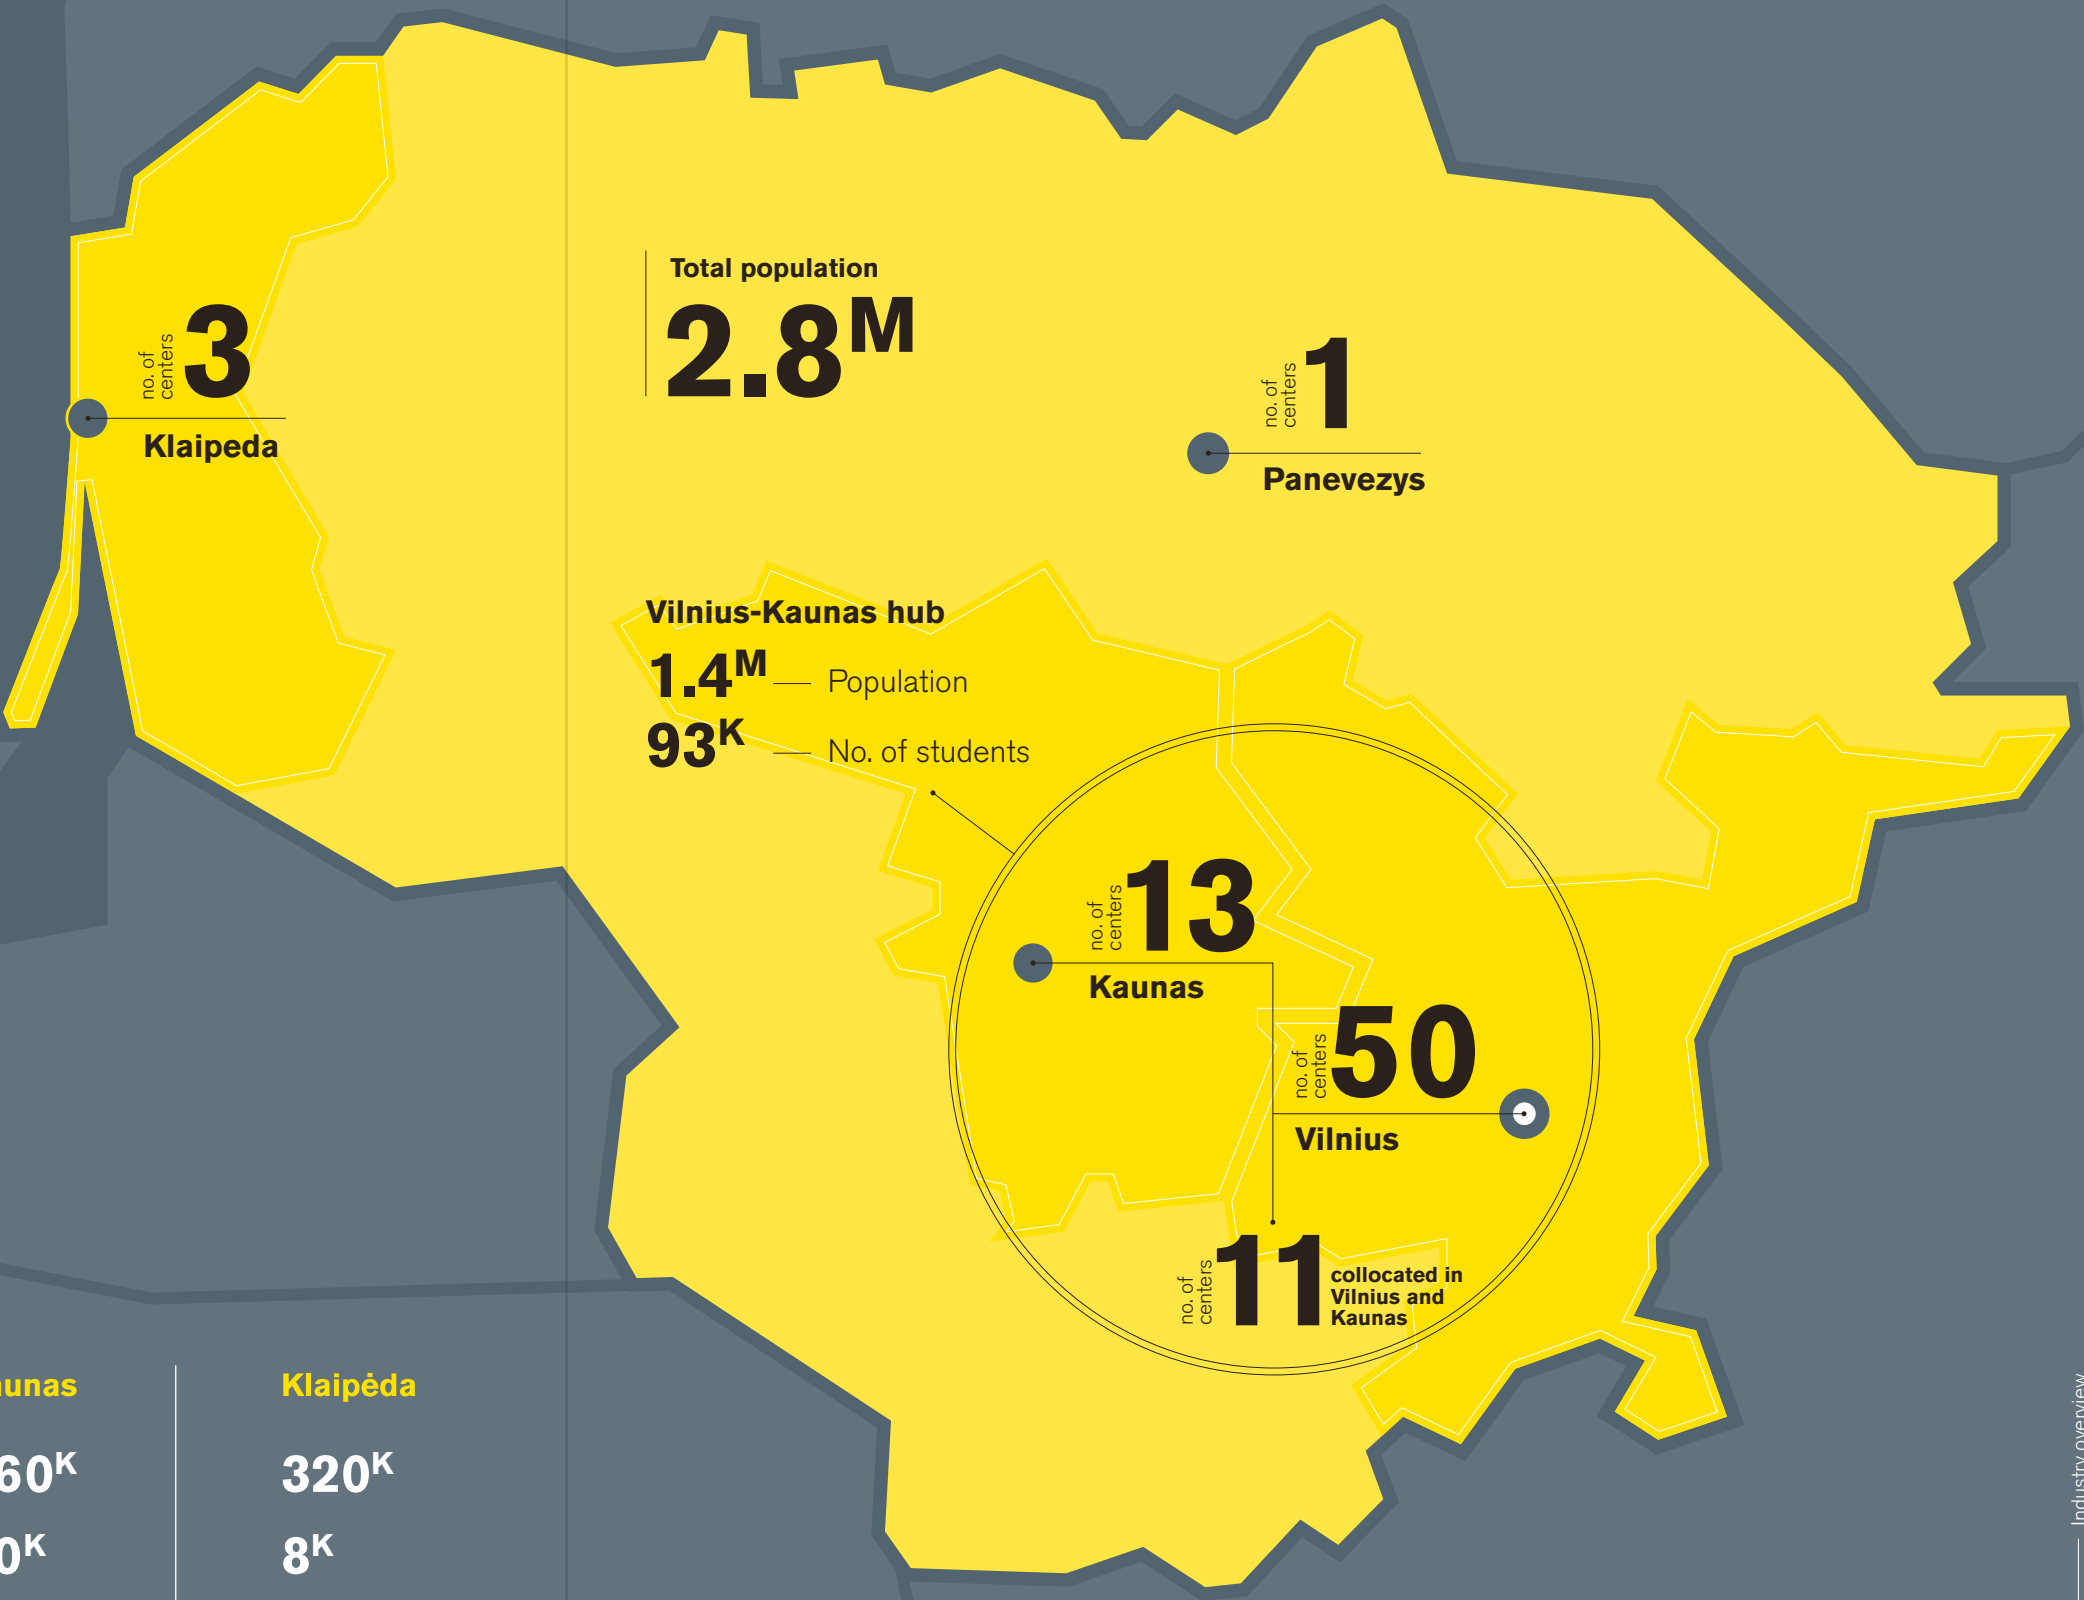 Total population
2.8M
no. of
centers
3
Klaipeda
no. of
centers
1
Panevezys
Vilnius-Kaunas hub
1.4M Population
93K No. of students
no. of
centers
13
Kaunas
no. of
centers
50
Vilnius
no. of
centers
11
collocated in
Vilnius and
Kaunas
Klaipėda
320K
8K
Industry overview